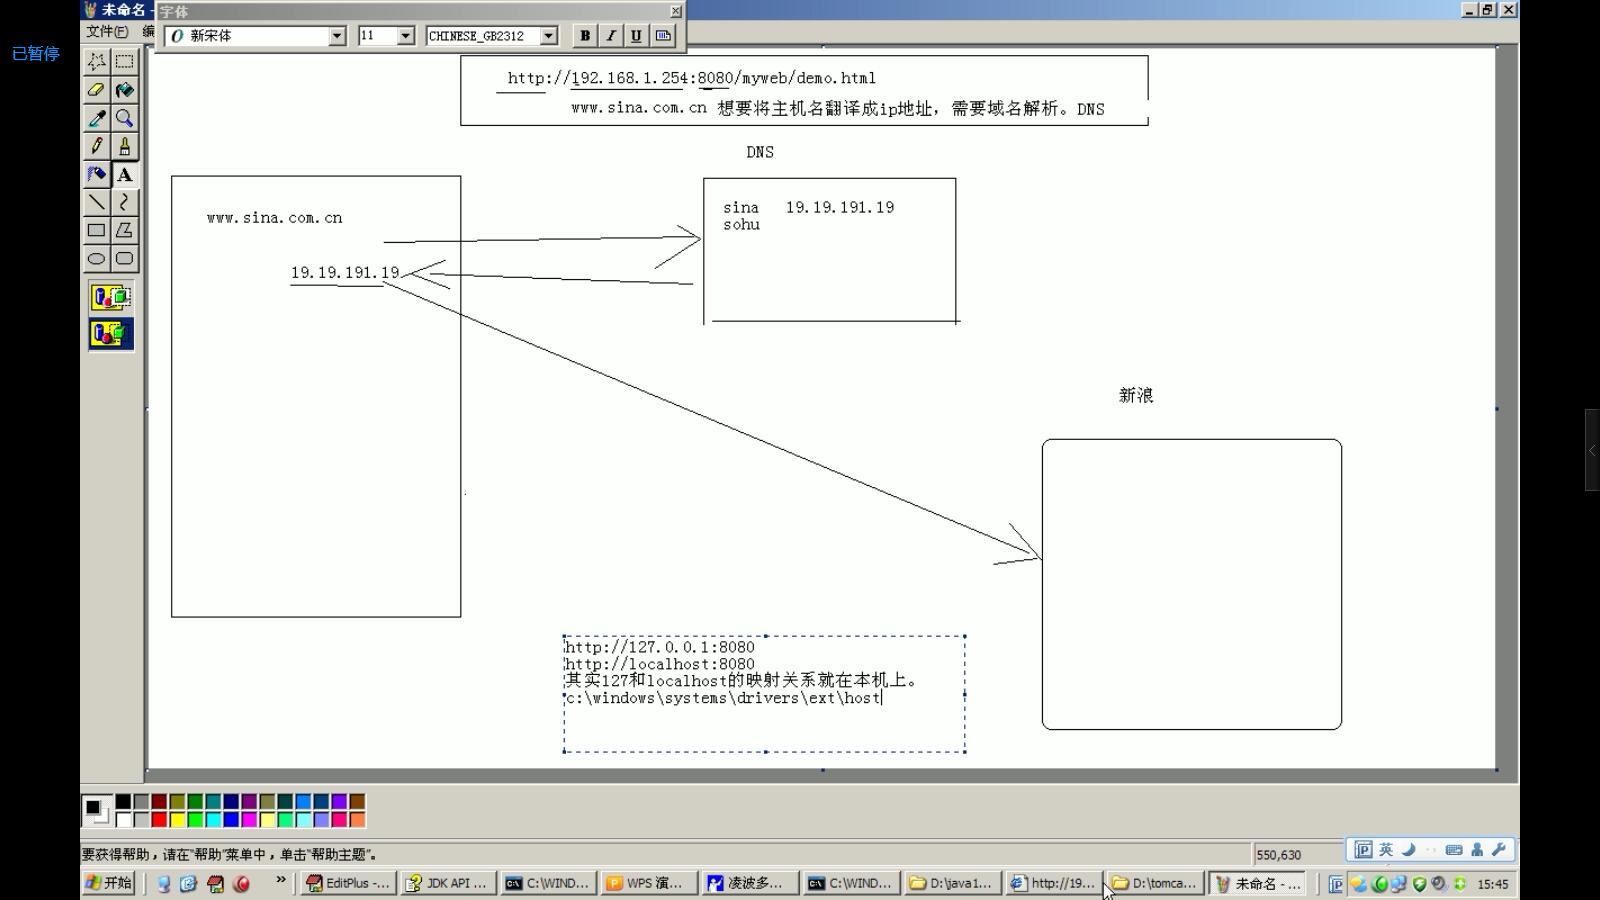 未命名 -
字体
文件(F)
编
新宋体
11
CHINESE_GB2312
B I U
已暂停
http://192.168.1.254:8080/myweb/demo.html
www.sina.com.cn 想要将主机名翻译成ip地址，需要域名解析。DNS
DNS
A
www.sina.com.cn
sina 19.19.191.19
sohu
19.19.191.19
新浪
http://127.0.0.1:8080
http://localhost:8080
其实127和localhost的映射关系就在本机上。
c:\windows\systems\drivers\ext\host
要获得帮助，请在“帮助”菜单中，单击“帮助主题”。
550,630
英
开始
»
EditPlus -...
JDK API ...
C:\WIND...
WPS 演...
凌波多...
C:\WIND...
D:\java1...
http://19...
D:\tomca...
未命名 - ...
15:45